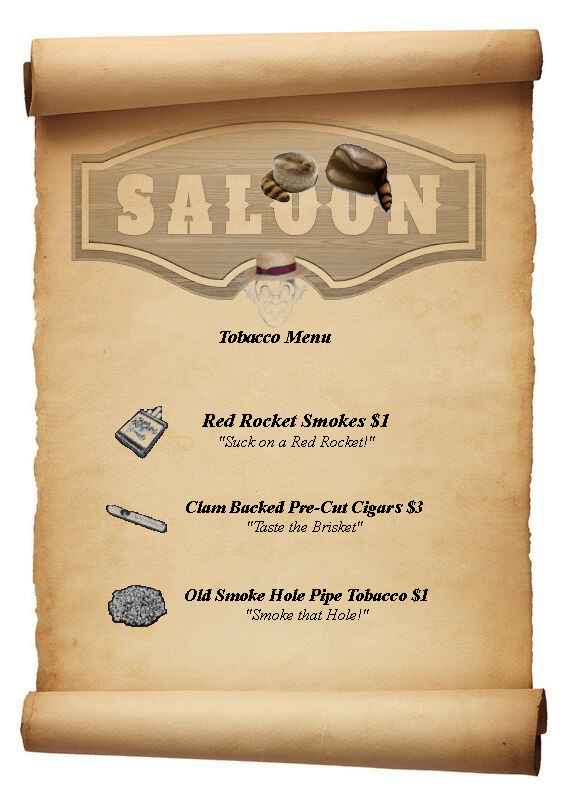 SALOON
Tobacco Menu
Red Rocket Smokes $1
"Suck on a Red Rocket!"
Clam Backed Pre-Cut Cigars $3
"Taste the Brisket"
Old Smoke Hole Pipe Tobacco $1
"Smoke that Hole!"